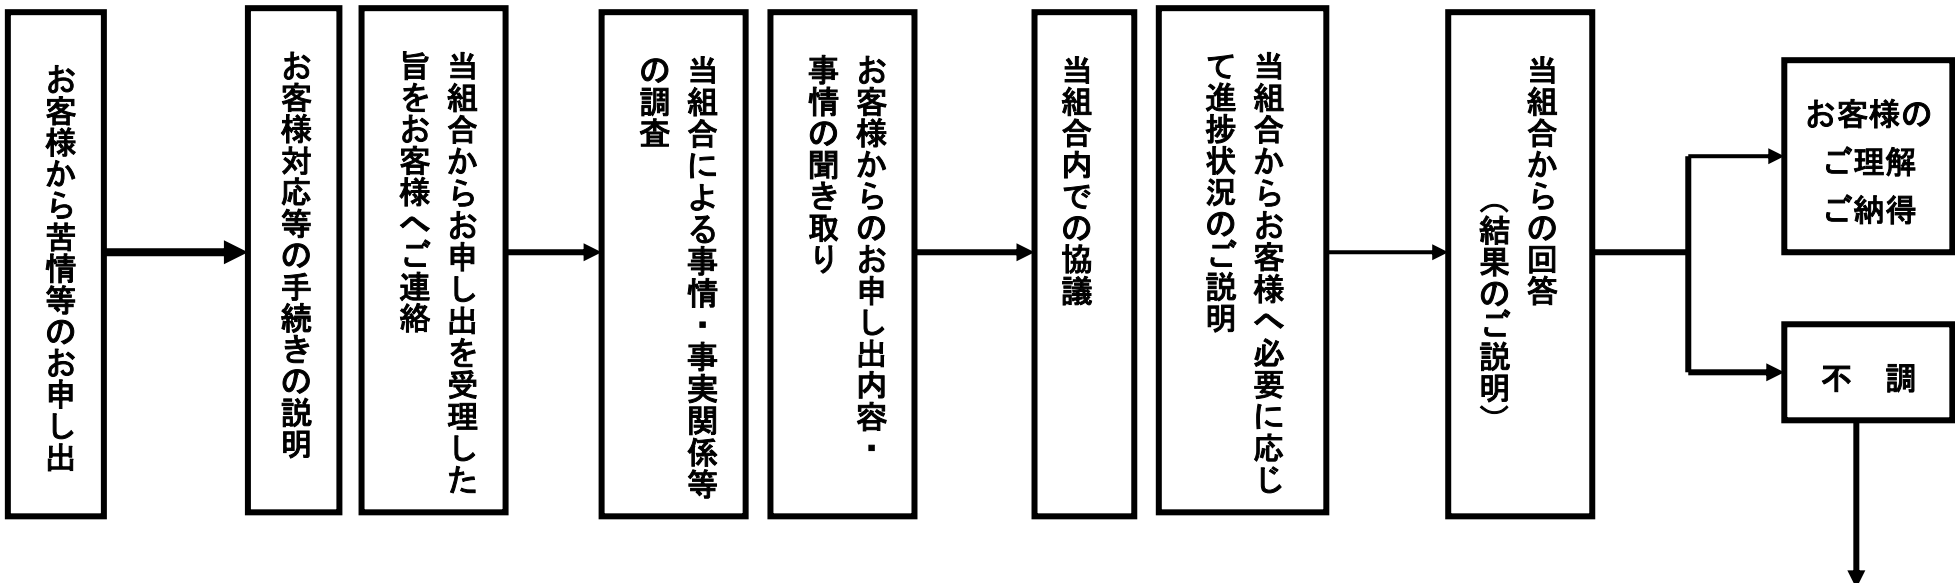 お客様から苦情等のお申し出
お客様対応等の手続きの説明
当組合からお申し出を受理した
旨をお客様へご連絡
当組合による事情・事実関係等
の調査
お客様からのお申し出内容・
事情の聞き取り
当組合内での協議
当組合からお客様へ必要に応じ
て進捗状況のご説明
当組合からの回答
（結果のご説明）
お客様の
ご理解
ご納得
不　調